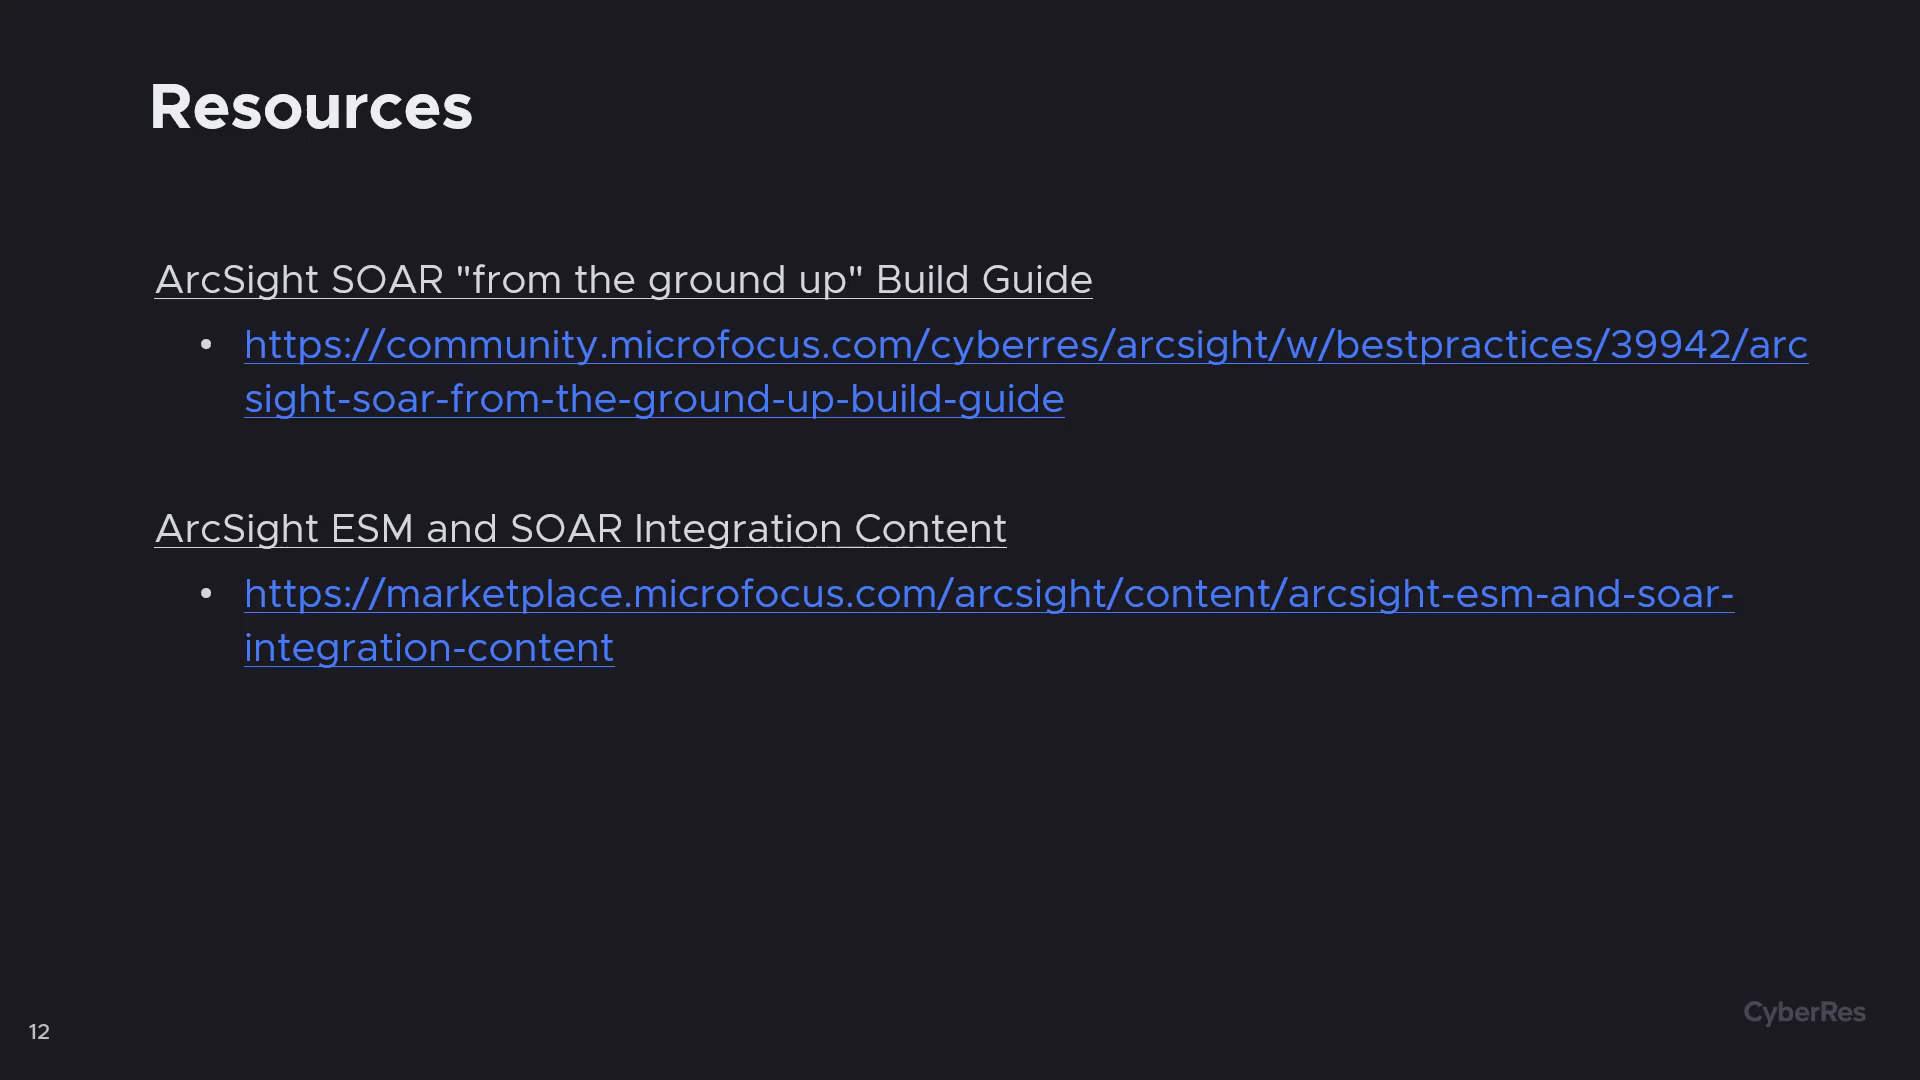 Resources
ArcSight SOAR "from the ground up" Build Guide
• https://community.microfocus.com/cyberres/arcsight/w/bestpractices/39942/arc
sight-soar-from-the-ground-up-build-guide
ArcSight ESM and SOAR Integration Content
• https://marketplace.microfocus.com/arcsight/content/arcsight-esm-and-soar-
integration-content
CyberRes
12